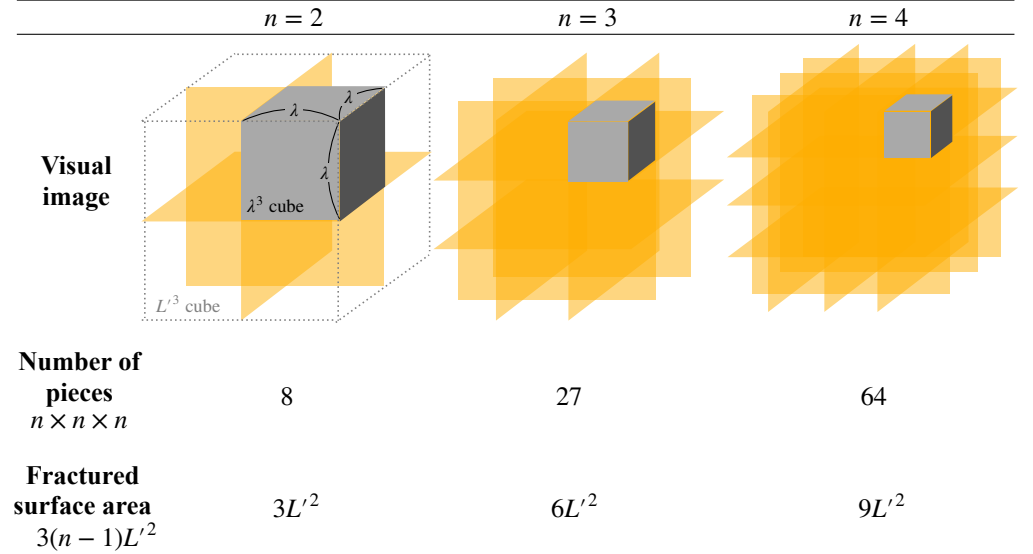 n = 2 n = 3 n = 4
Visual
image
λ
λ
λ
λ³ cube
L′³ cube
Number of
pieces
n × n × n
8 27 64
Fractured
surface area
3(n − 1)L′²
3L′² 6L′² 9L′²